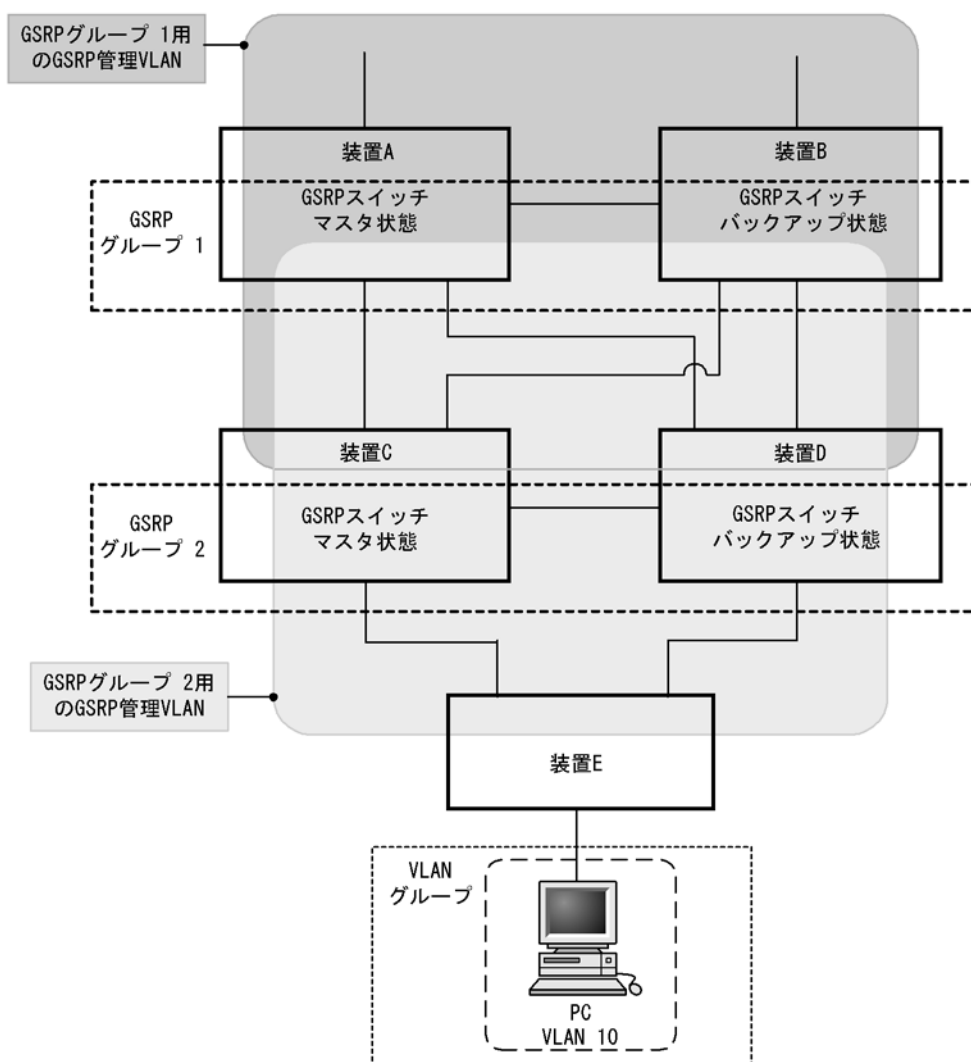 GSRPグループ 1用
のGSRP管理VLAN
装置A
装置B
GSRP
グループ 1
GSRPスイッチ
マスタ状態
GSRPスイッチ
バックアップ状態
装置C
装置D
GSRP
グループ 2
GSRPスイッチ
マスタ状態
GSRPスイッチ
バックアップ状態
GSRPグループ 2用
のGSRP管理VLAN
装置E
VLAN
グループ
PC
VLAN 10